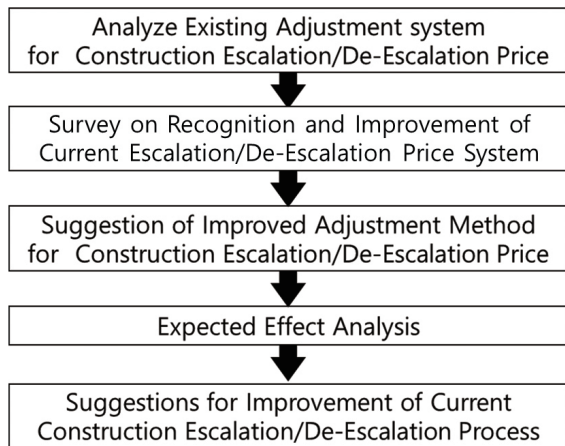 Analyze Existing Adjustment system
for Construction Escalation/De-Escalation Price
Survey on Recognition and Improvement of
Current Escalation/De-Escalation Price System
Suggestion of Improved Adjustment Method
for Construction Escalation/De-Escalation Price
Expected Effect Analysis
Suggestions for Improvement of Current
Construction Escalation/De-Escalation Process